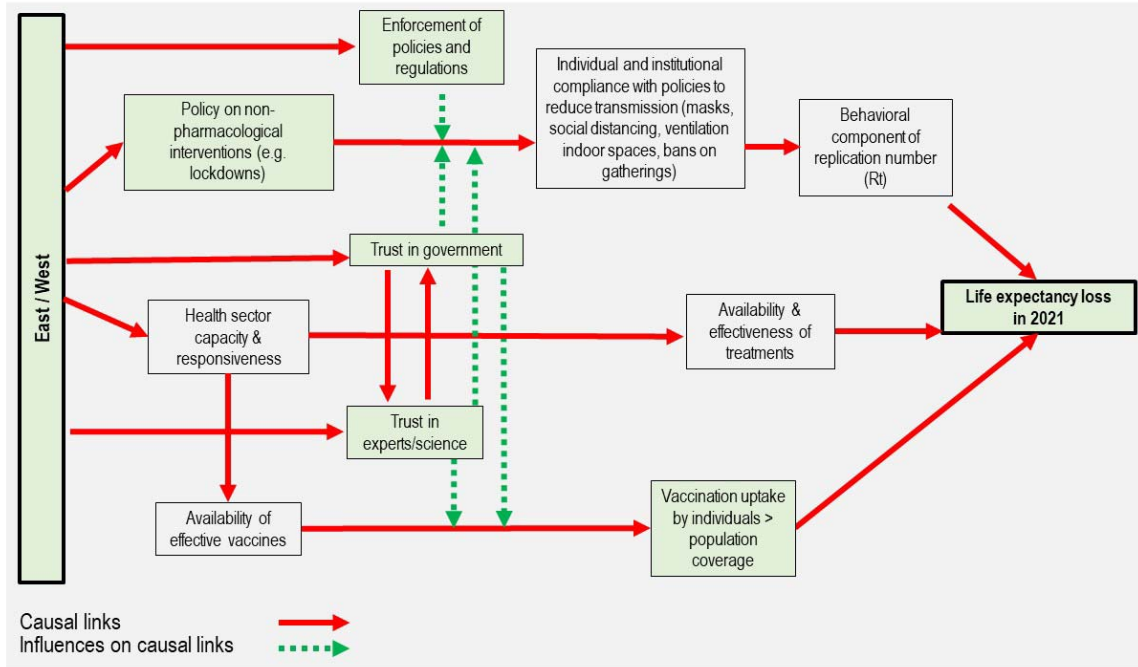 East / West
Enforcement of
policies and
regulations
Policy on non-
pharmacological
interventions (e.g.
lockdowns)
Individual and institutional
compliance with policies to
reduce transmission (masks,
social distancing, ventilation
indoor spaces, bans on
gatherings)
Behavioral
component of
replication number
(Rt)
Trust in government
Health sector
capacity &
responsiveness
Availability &
effectiveness of
treatments
Life expectancy loss
in 2021
Trust in
experts/science
Availability of
effective vaccines
Vaccination uptake
by individuals >
population
coverage
Causal links
Influences on causal links